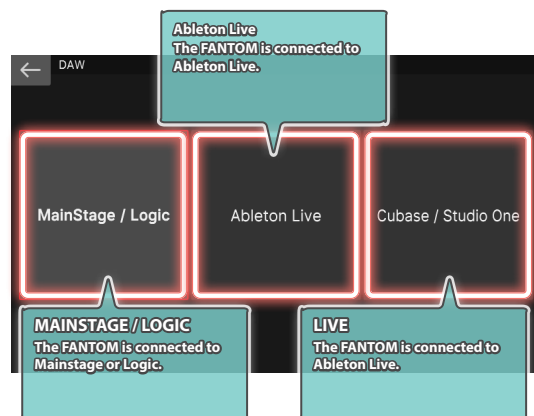 Ableton Live
The FANTOM is connected to
Ableton Live.
DAW
MainStage / Logic
Ableton Live
Cubase / Studio One
MAINSTAGE / LOGIC
The FANTOM is connected to
Mainstage or Logic.
LIVE
The FANTOM is connected to
Ableton Live.